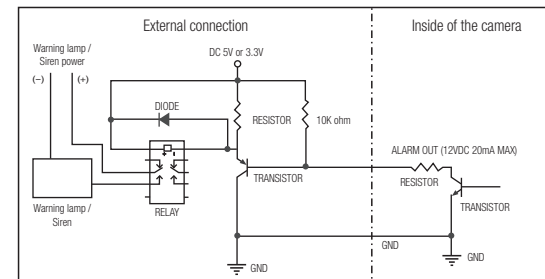 External connection
Inside of the camera
Warning lamp /
Siren power
(−)
(+)
DC 5V or 3.3V
DIODE
RESISTOR
10K ohm
ALARM OUT (12VDC 20mA MAX)
RESISTOR
TRANSISTOR
TRANSISTOR
RELAY
Warning lamp /
Siren
GND
GND
GND